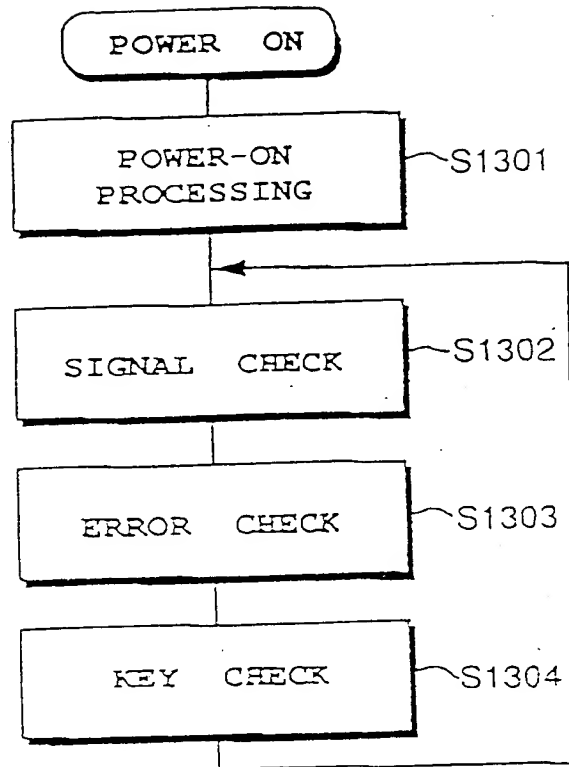 POWER ON
POWER-ON
PROCESSING
S1301
SIGNAL CHECK
S1302
ERROR CHECK
S1303
KEY CHECK
S1304